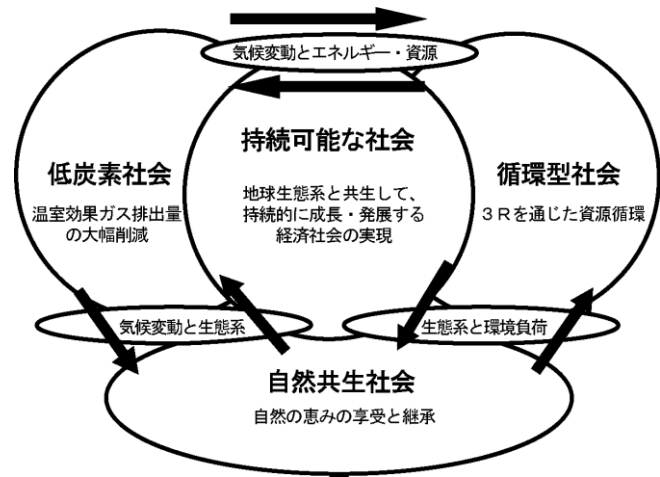 気候変動とエネルギー・資源
持続可能な社会
地球生態系と共生して、
持続的に成長・発展する
経済社会の実現
低炭素社会
温室効果ガス排出量
の大幅削減
循環型社会
３Ｒを通じた資源循環
気候変動と生態系
生態系と環境負荷
自然共生社会
自然の恵みの享受と継承